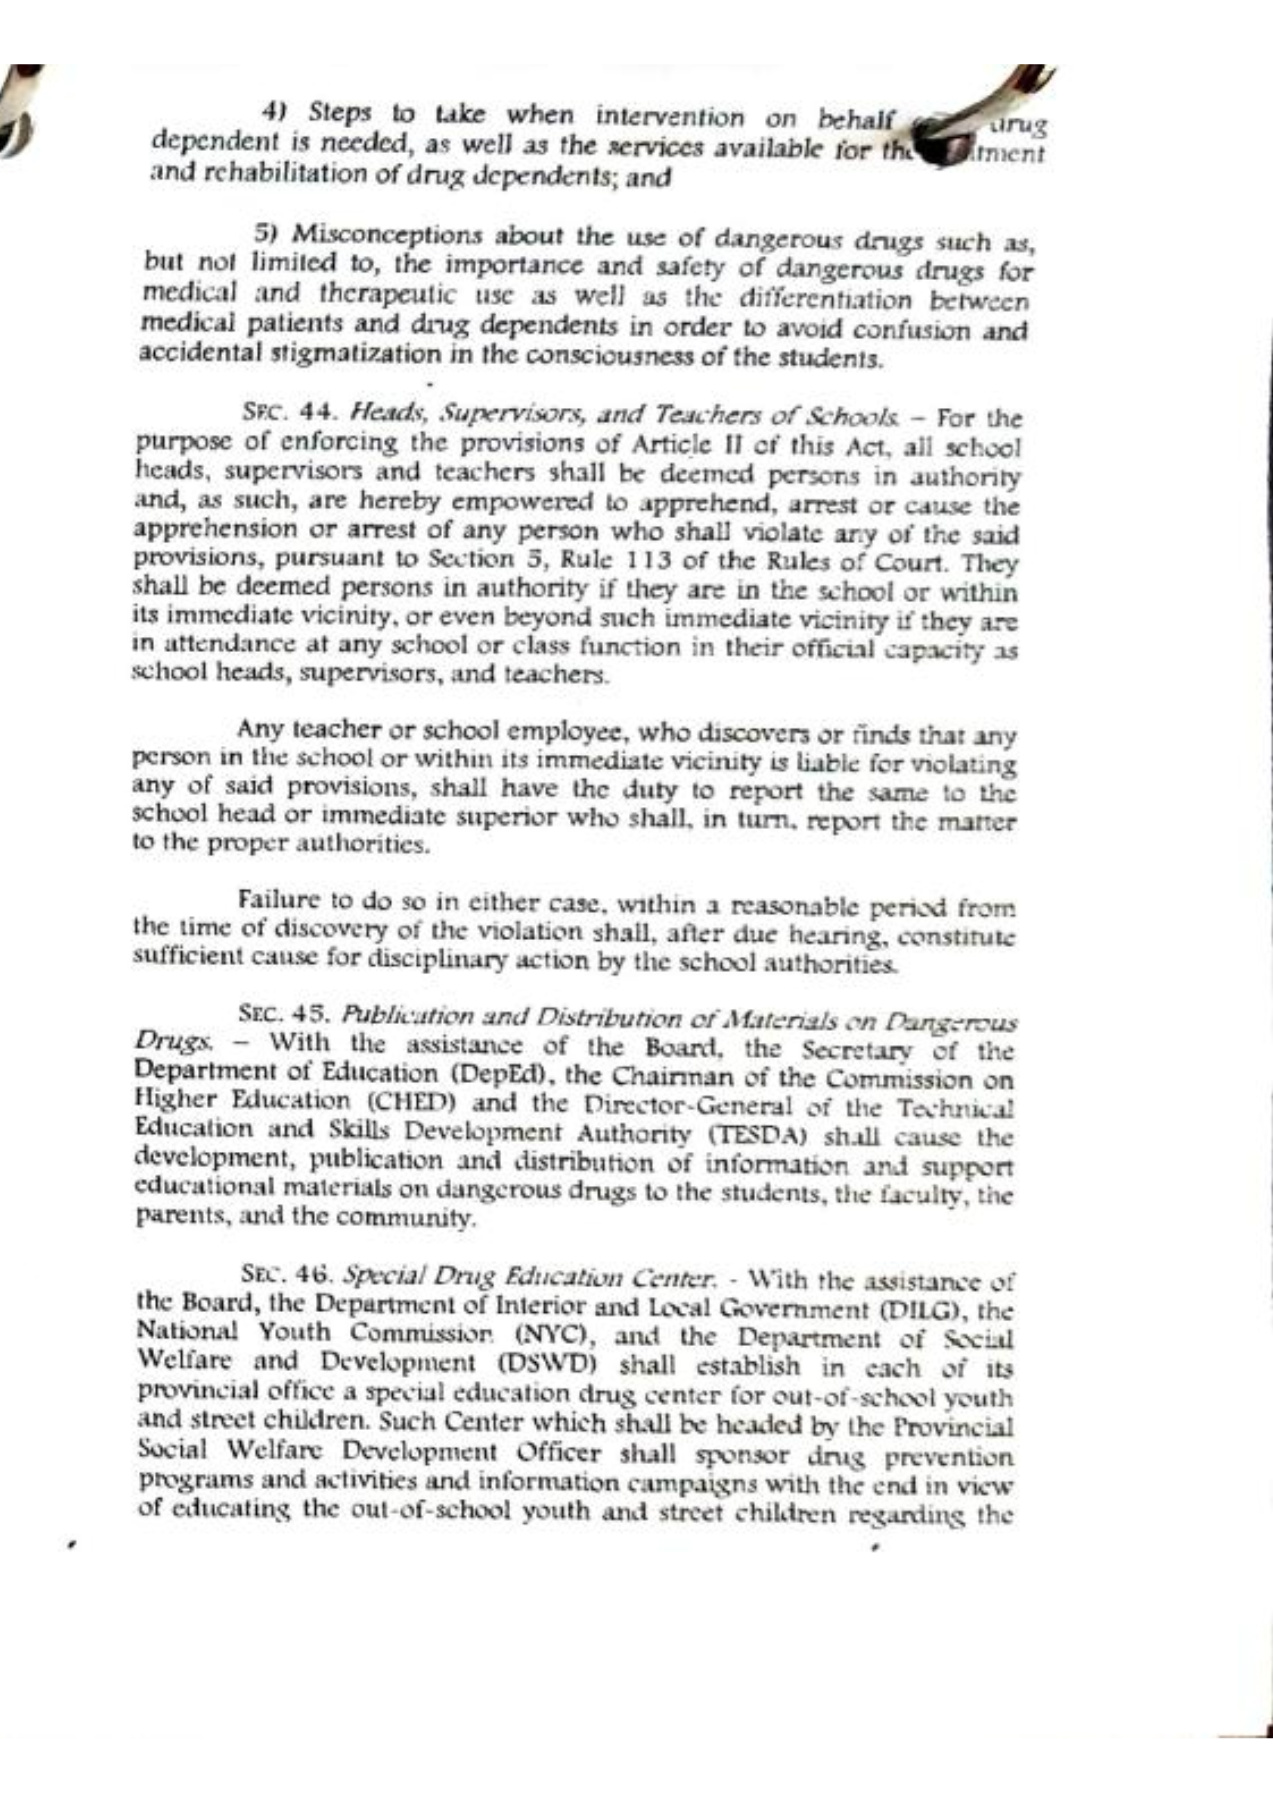 4) Steps to take when intervention on behalf drug
dependent is needed, as well as the services available for the
and rehabilitation of drug dependents; and
5) Misconceptions about the use of dangerous drugs such as,
but not limited to, the importance and safety of dangerous drugs for
medical and therapeutic use as well as the differentiation between
medical patients and drug dependents in order to avoid confusion and
accidental stigmatization in the consciousness of the students.
SEC. 44. Heads, Supervisors, and Teachers of Schools. – For the
purpose of enforcing the provisions of Article II of this Act, all school
heads, supervisors and teachers shall be deemed persons in authority
and, as such, are hereby empowered to apprehend, arrest or cause the
apprehension or arrest of any person who shall violate any of the said
provisions, pursuant to Section 5, Rule 113 of the Rules of Court. They
shall be deemed persons in authority if they are in the school or within
its immediate vicinity, or even beyond such immediate vicinity if they are
in attendance at any school or class function in their official capacity as
school heads, supervisors, and teachers.
Any teacher or school employee, who discovers or finds that any
person in the school or within its immediate vicinity is liable for violating
any of said provisions, shall have the duty to report the same to the
school head or immediate superior who shall, in turn, report the matter
to the proper authorities.
Failure to do so in either case, within a reasonable period from
the time of discovery of the violation shall, after due hearing, constitute
sufficient cause for disciplinary action by the school authorities.
SEC. 45. Publication and Distribution of Materials on Dangerous
Drugs. – With the assistance of the Board, the Secretary of the
Department of Education (DepEd), the Chairman of the Commission on
Higher Education (CHED) and the Director-General of the Technical
Education and Skills Development Authority (TESDA) shall cause the
development, publication and distribution of information and support
educational materials on dangerous drugs to the students, the faculty, the
parents, and the community.
SEC. 46. Special Drug Education Center. - With the assistance of
the Board, the Department of Interior and Local Government (DILG), the
National Youth Commission (NYC), and the Department of Social
Welfare and Development (DSWD) shall establish in each of its
provincial office a special education drug center for out-of-school youth
and street children. Such Center which shall be headed by the Provincial
Social Welfare Development Officer shall sponsor drug prevention
programs and activities and information campaigns with the end in view
of educating the out-of-school youth and street children regarding the